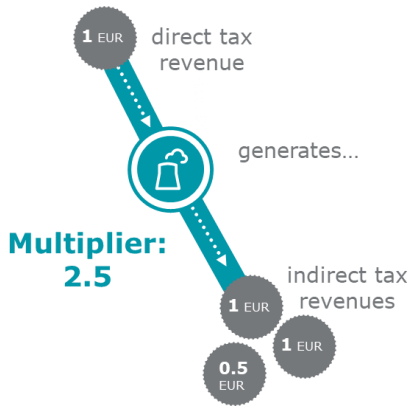 1 EUR
direct tax
revenue
generates...
Multiplier:
2.5
indirect tax
revenues
1 EUR
1 EUR
0.5
EUR